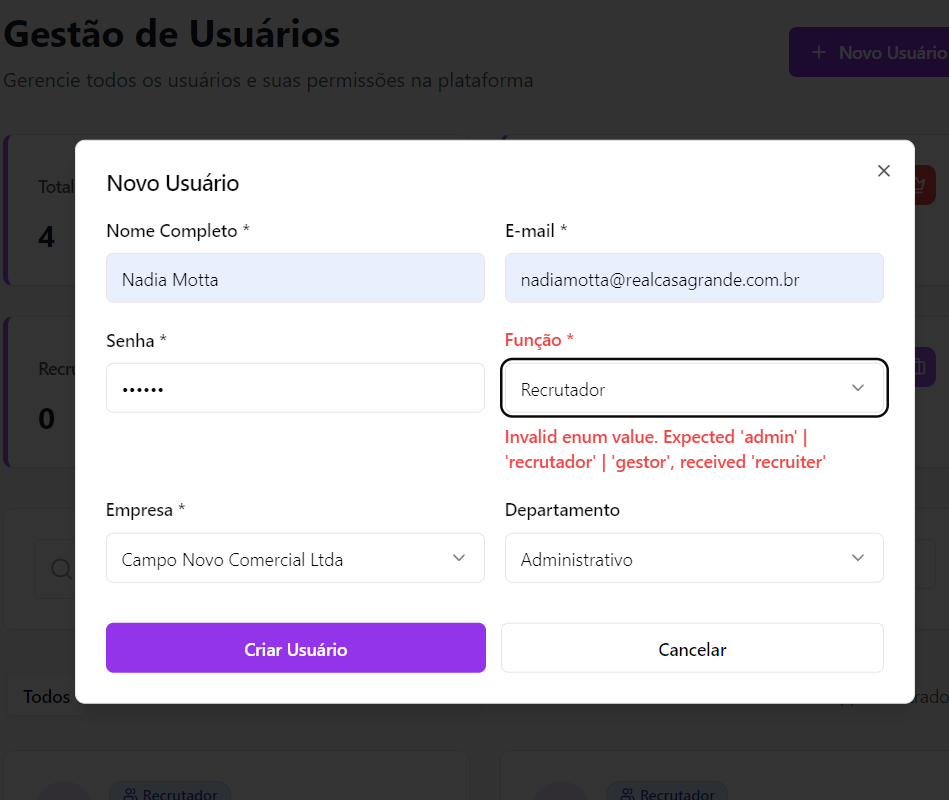 Gestão de Usuários
Gerencie todos os usuários e suas permissões na plataforma
+ Novo Usuário
Total
4
Novo Usuário
Nome Completo *
E-mail *
Nadia Motta
nadiamotta@realcasagrande.com.br
Senha *
Função *
••••••
Recrutador
Invalid enum value. Expected 'admin' |
'recrutador' | 'gestor', received 'recruiter'
0
Empresa *
Departamento
Campo Novo Comercial Ltda
Administrativo
Criar Usuário
Cancelar
Todos
Recrutador
Recrutador